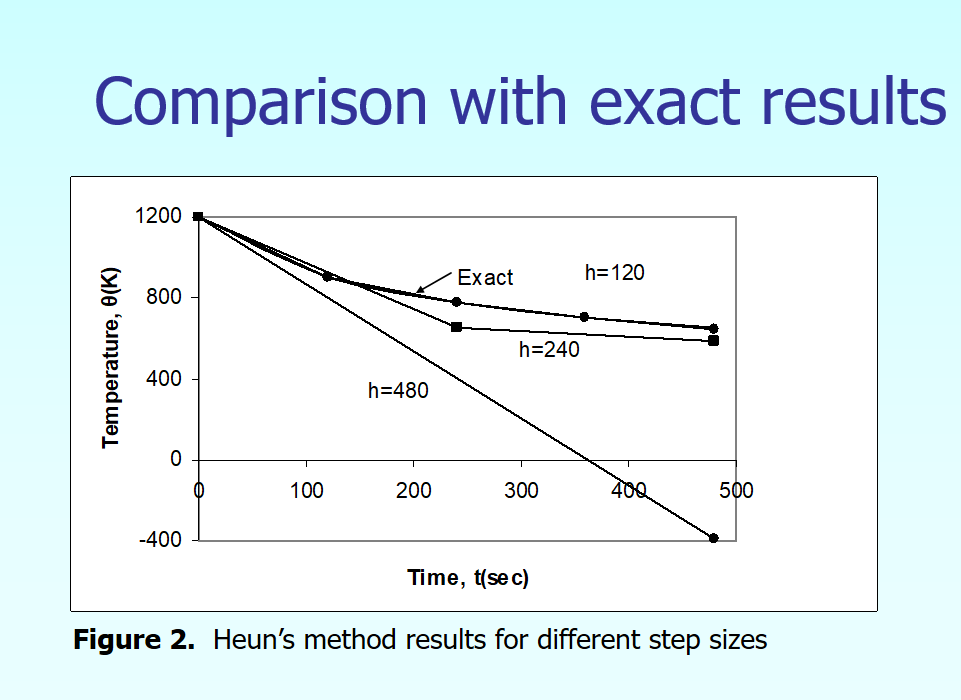 Comparison with exact results
1200
800
400
0
-400
Temperature, θ(K)
Exact
h=120
h=240
h=480
0 100 200 300 400 500
Time, t(sec)
Figure 2. Heun’s method results for different step sizes